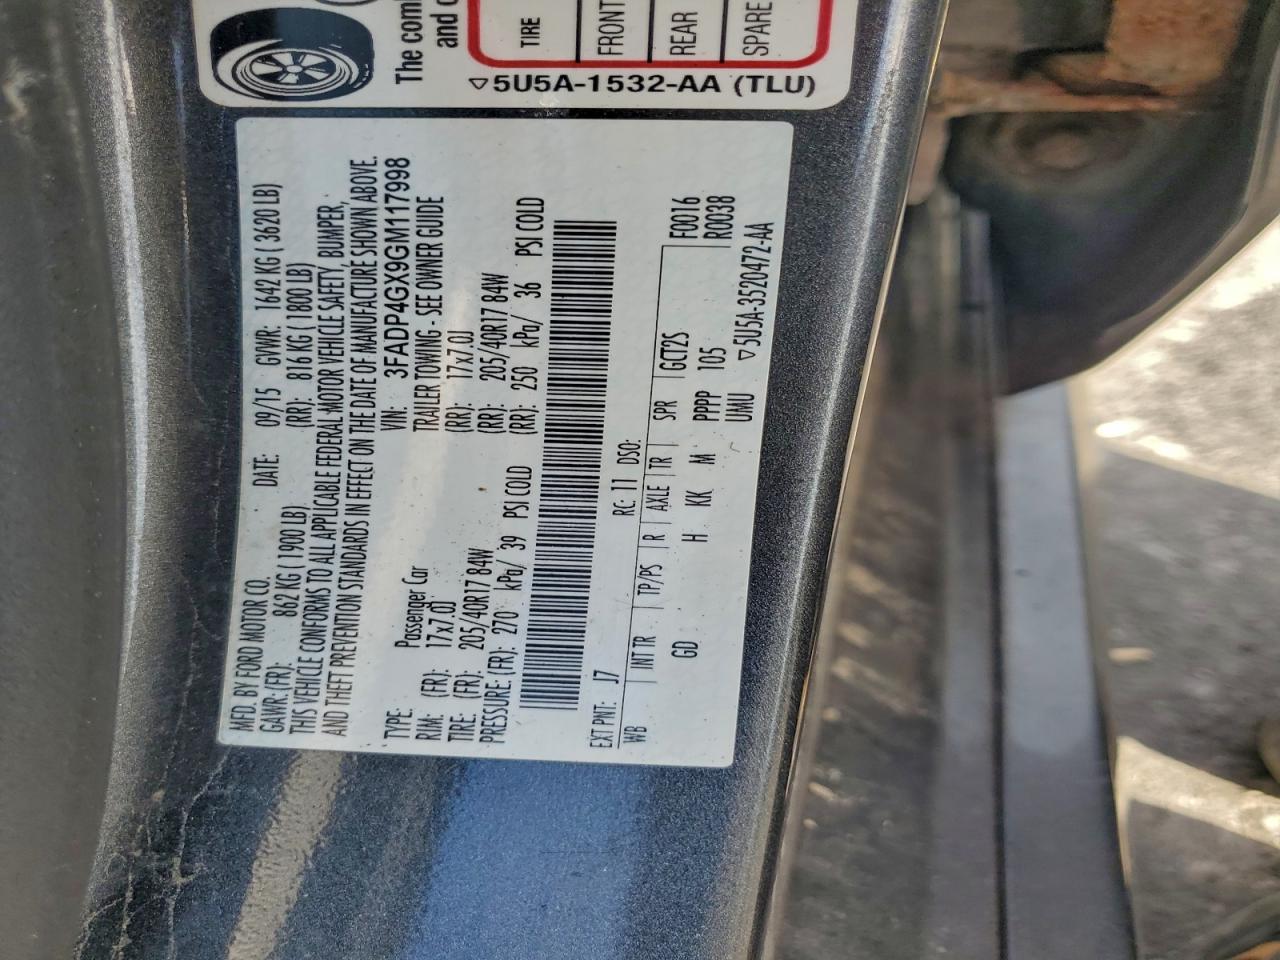 The com
and o
TIRE
FRONT
REAR
SPARE
▽5U5A-1532-AA (TLU)
MFD. BY FORD MOTOR CO. DATE: 09/15 GVWR: 1642 KG ( 3620 LB)
GAWR: (FR): 862 KG ( 1900 LB) (RR): 816 KG ( 1800 LB)
THIS VEHICLE CONFORMS TO ALL APPLICABLE FEDERAL MOTOR VEHICLE SAFETY, BUMPER,
AND THEFT PREVENTION STANDARDS IN EFFECT ON THE DATE OF MANUFACTURE SHOWN ABOVE.
VIN: 3FADP4GX9GM117998
TYPE: Passenger Car TRAILER TOWING - SEE OWNER GUIDE
RIM: (FR): 17x7.0J (RR): 17x7.0J
TIRE: (FR): 205/40R17 84W (RR): 205/40R17 84W
PRESSURE: (FR): 270 kPa/ 39 PSI COLD (RR): 250 kPa/ 36 PSI COLD
EXT PNT: J7 RC: 11 DSO:
WB INT TR TP/PS R AXLE TR SPR GCT2S F0016
GD H KK M PPPP 105 R0038
UMU ▽5U5A-3520472-AA